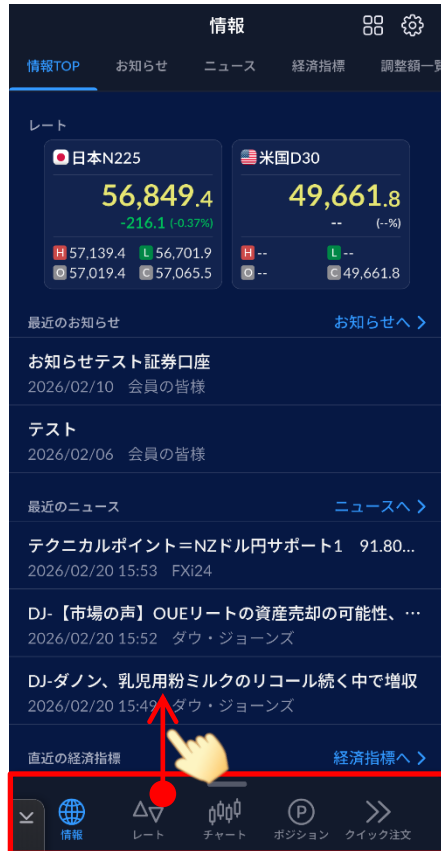 情報
情報TOP お知らせ ニュース 経済指標 調整額一
レート
日本N225
56,849.4
-216.1 (-0.37%)
H 57,139.4 L 56,701.9
O 57,019.4 C 57,065.5
米国D30
49,661.8
-- (--%)
H -- L --
O -- C 49,661.8
最近のお知らせ お知らせへ
お知らせテスト証券口座
2026/02/10 会員の皆様
テスト
2026/02/06 会員の皆様
最近のニュース ニュースへ
テクニカルポイント＝NZドル円サポート1 91.80...
2026/02/20 15:53 FXi24
DJ-【市場の声】OUEリートの資産売却の可能性、…
2026/02/20 15:52 ダウ・ジョーンズ
DJ-ダノン、乳児用粉ミルクのリコール続く中で増収
2026/02/20 15:49 ダウ・ジョーンズ
直近の経済指標 経済指標へ
情報 レート チャート P ポジション クイック注文